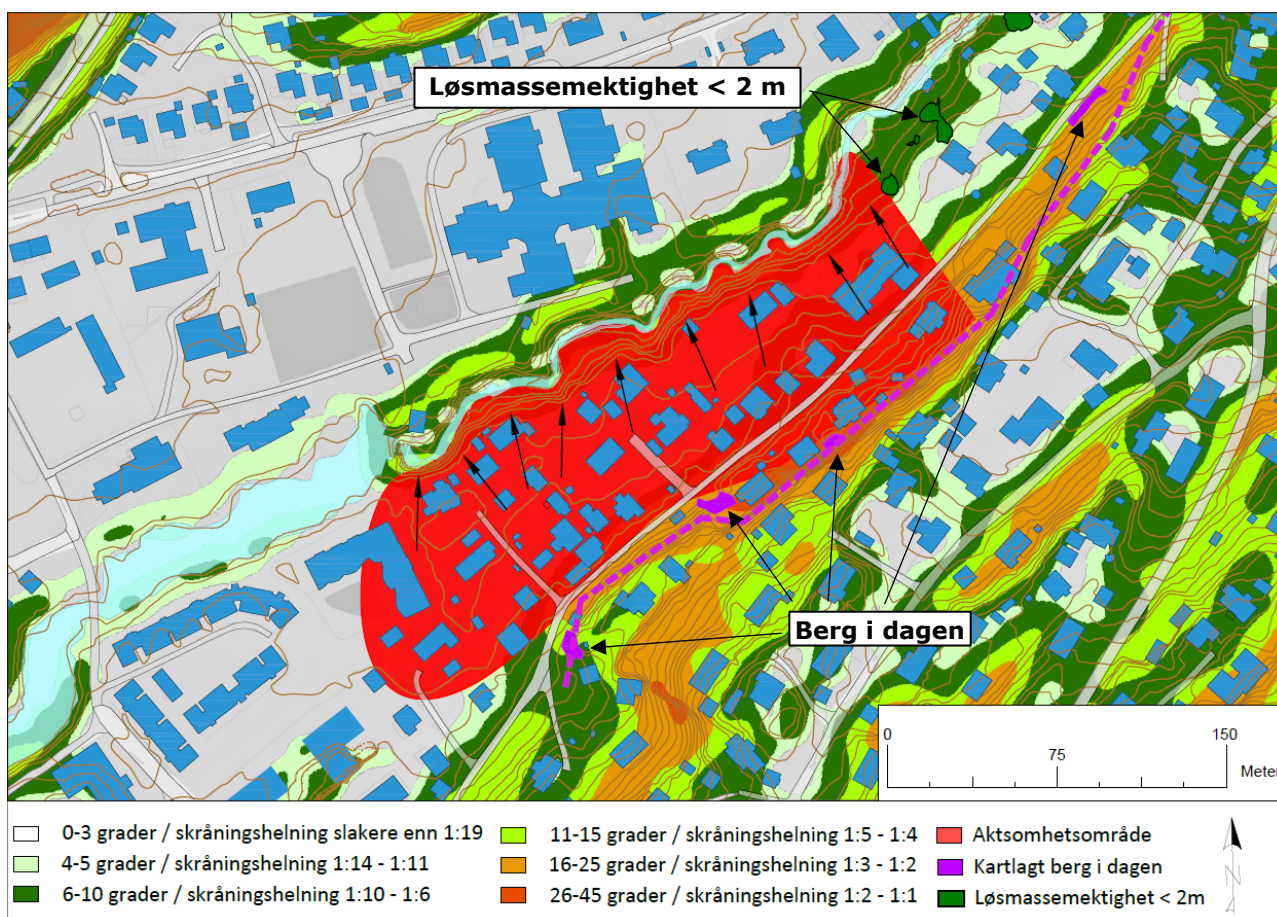 Løsmassemektighet < 2 m
Berg i dagen
0 150
75
Meter
0-3 grader / skråningshelning slakere enn 1:19
4-5 grader / skråningshelning 1:14 - 1:11
6-10 grader / skråningshelning 1:10 - 1:6
11-15 grader / skråningshelning 1:5 - 1:4
16-25 grader / skråningshelning 1:3 - 1:2
26-45 grader / skråningshelning 1:2 - 1:1
Aktsomhetsområde
Kartlagt berg i dagen
Løsmassemektighet < 2m
N